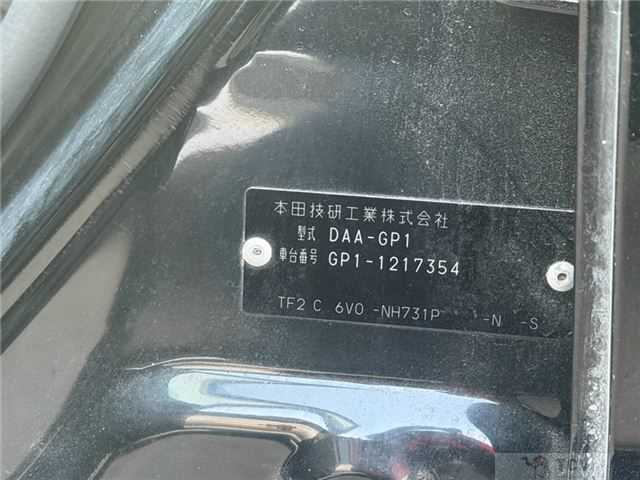 本田技研工業株式会社
型式 DAA-GP1
車台番号 GP1-1217354
TF2 C 6V0 -NH731P -N -S
TCV